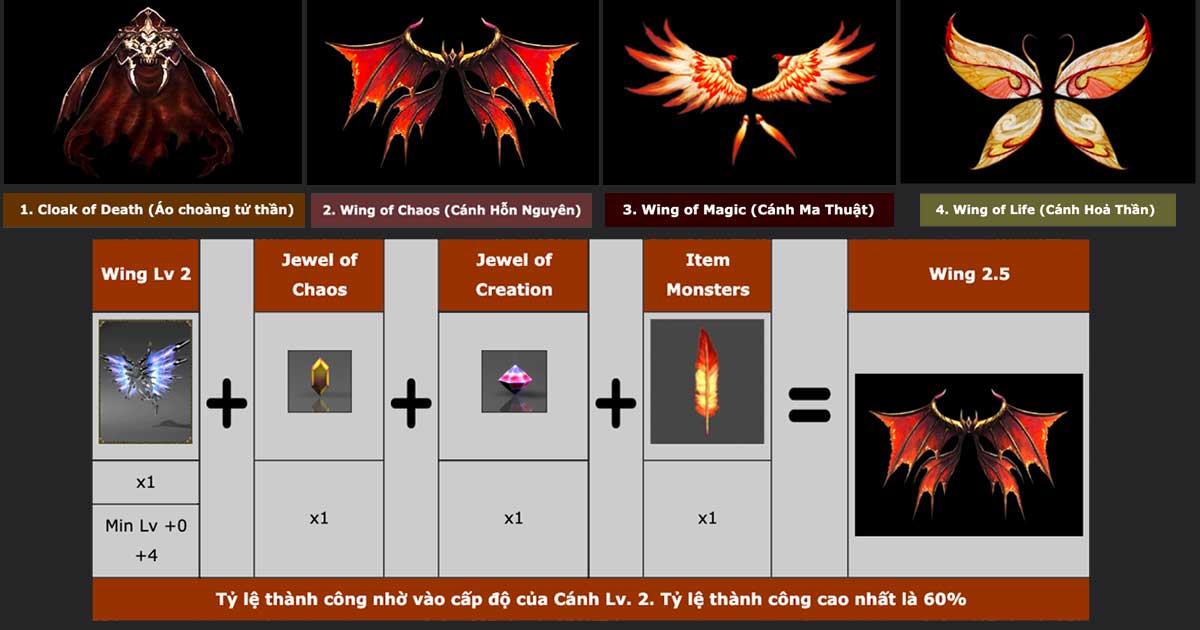 1. Cloak of Death (Áo choàng tử thần)
2. Wing of Chaos (Cánh Hỗn Nguyên)
3. Wing of Magic (Cánh Ma Thuật)
4. Wing of Life (Cánh Hoả Thần)
Wing Lv 2
Jewel of
Chaos
Jewel of
Creation
Item
Monsters
Wing 2.5
+
+
+
=
x1
Min Lv +0
+4
x1
x1
x1
Tỷ lệ thành công nhờ vào cấp độ của Cánh Lv. 2. Tỷ lệ thành công cao nhất là 60%